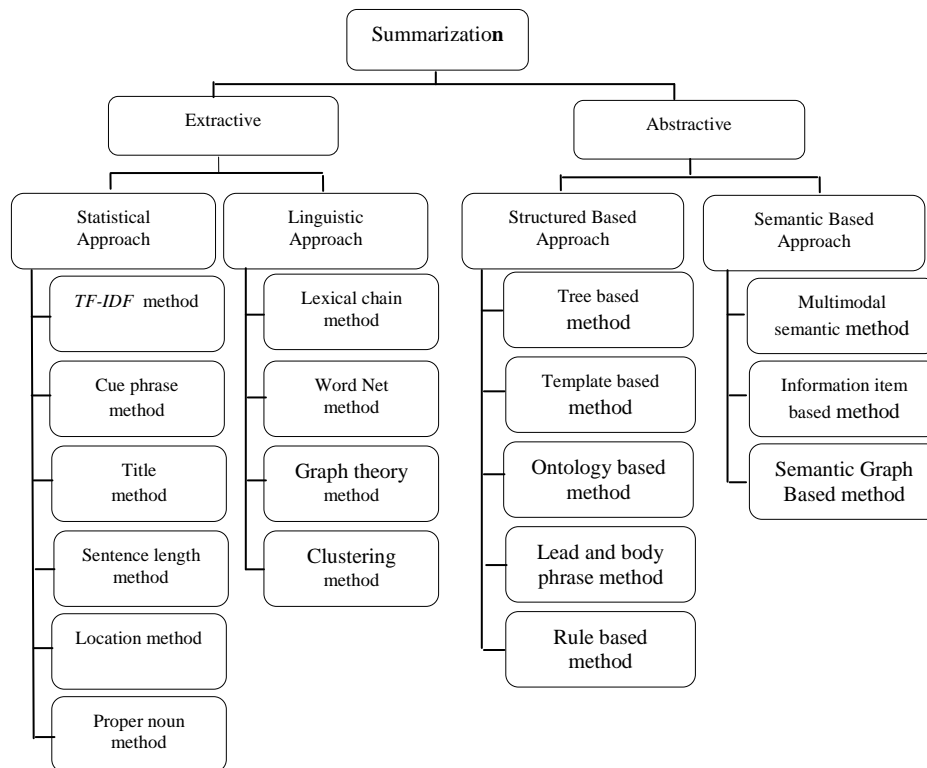 Summarization
Extractive
Abstractive
Statistical
Approach
Linguistic
Approach
Structured Based
Approach
Semantic Based
Approach
TF-IDF method
Cue phrase
method
Title
method
Sentence length
method
Location method
Proper noun
method
Lexical chain
method
Word Net
method
Graph theory
method
Clustering
method
Tree based
method
Template based
method
Ontology based
method
Lead and body
phrase method
Rule based
method
Multimodal
semantic method
Information item
based method
Semantic Graph
Based method